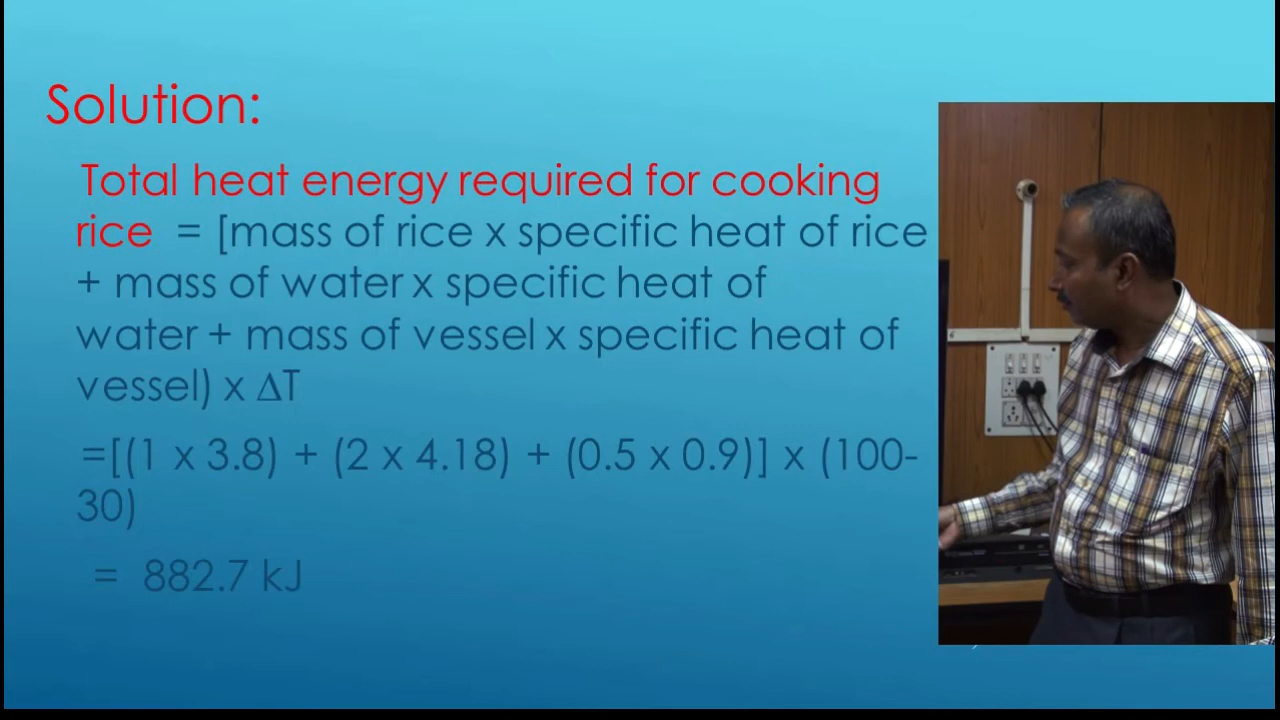 Solution:
Total heat energy required for cooking
rice = [mass of rice x specific heat of rice
+ mass of water x specific heat of
water + mass of vessel x specific heat of
vessel) x ΔT
=[(1 x 3.8) + (2 x 4.18) + (0.5 x 0.9)] x (100-
30)
= 882.7 kJ